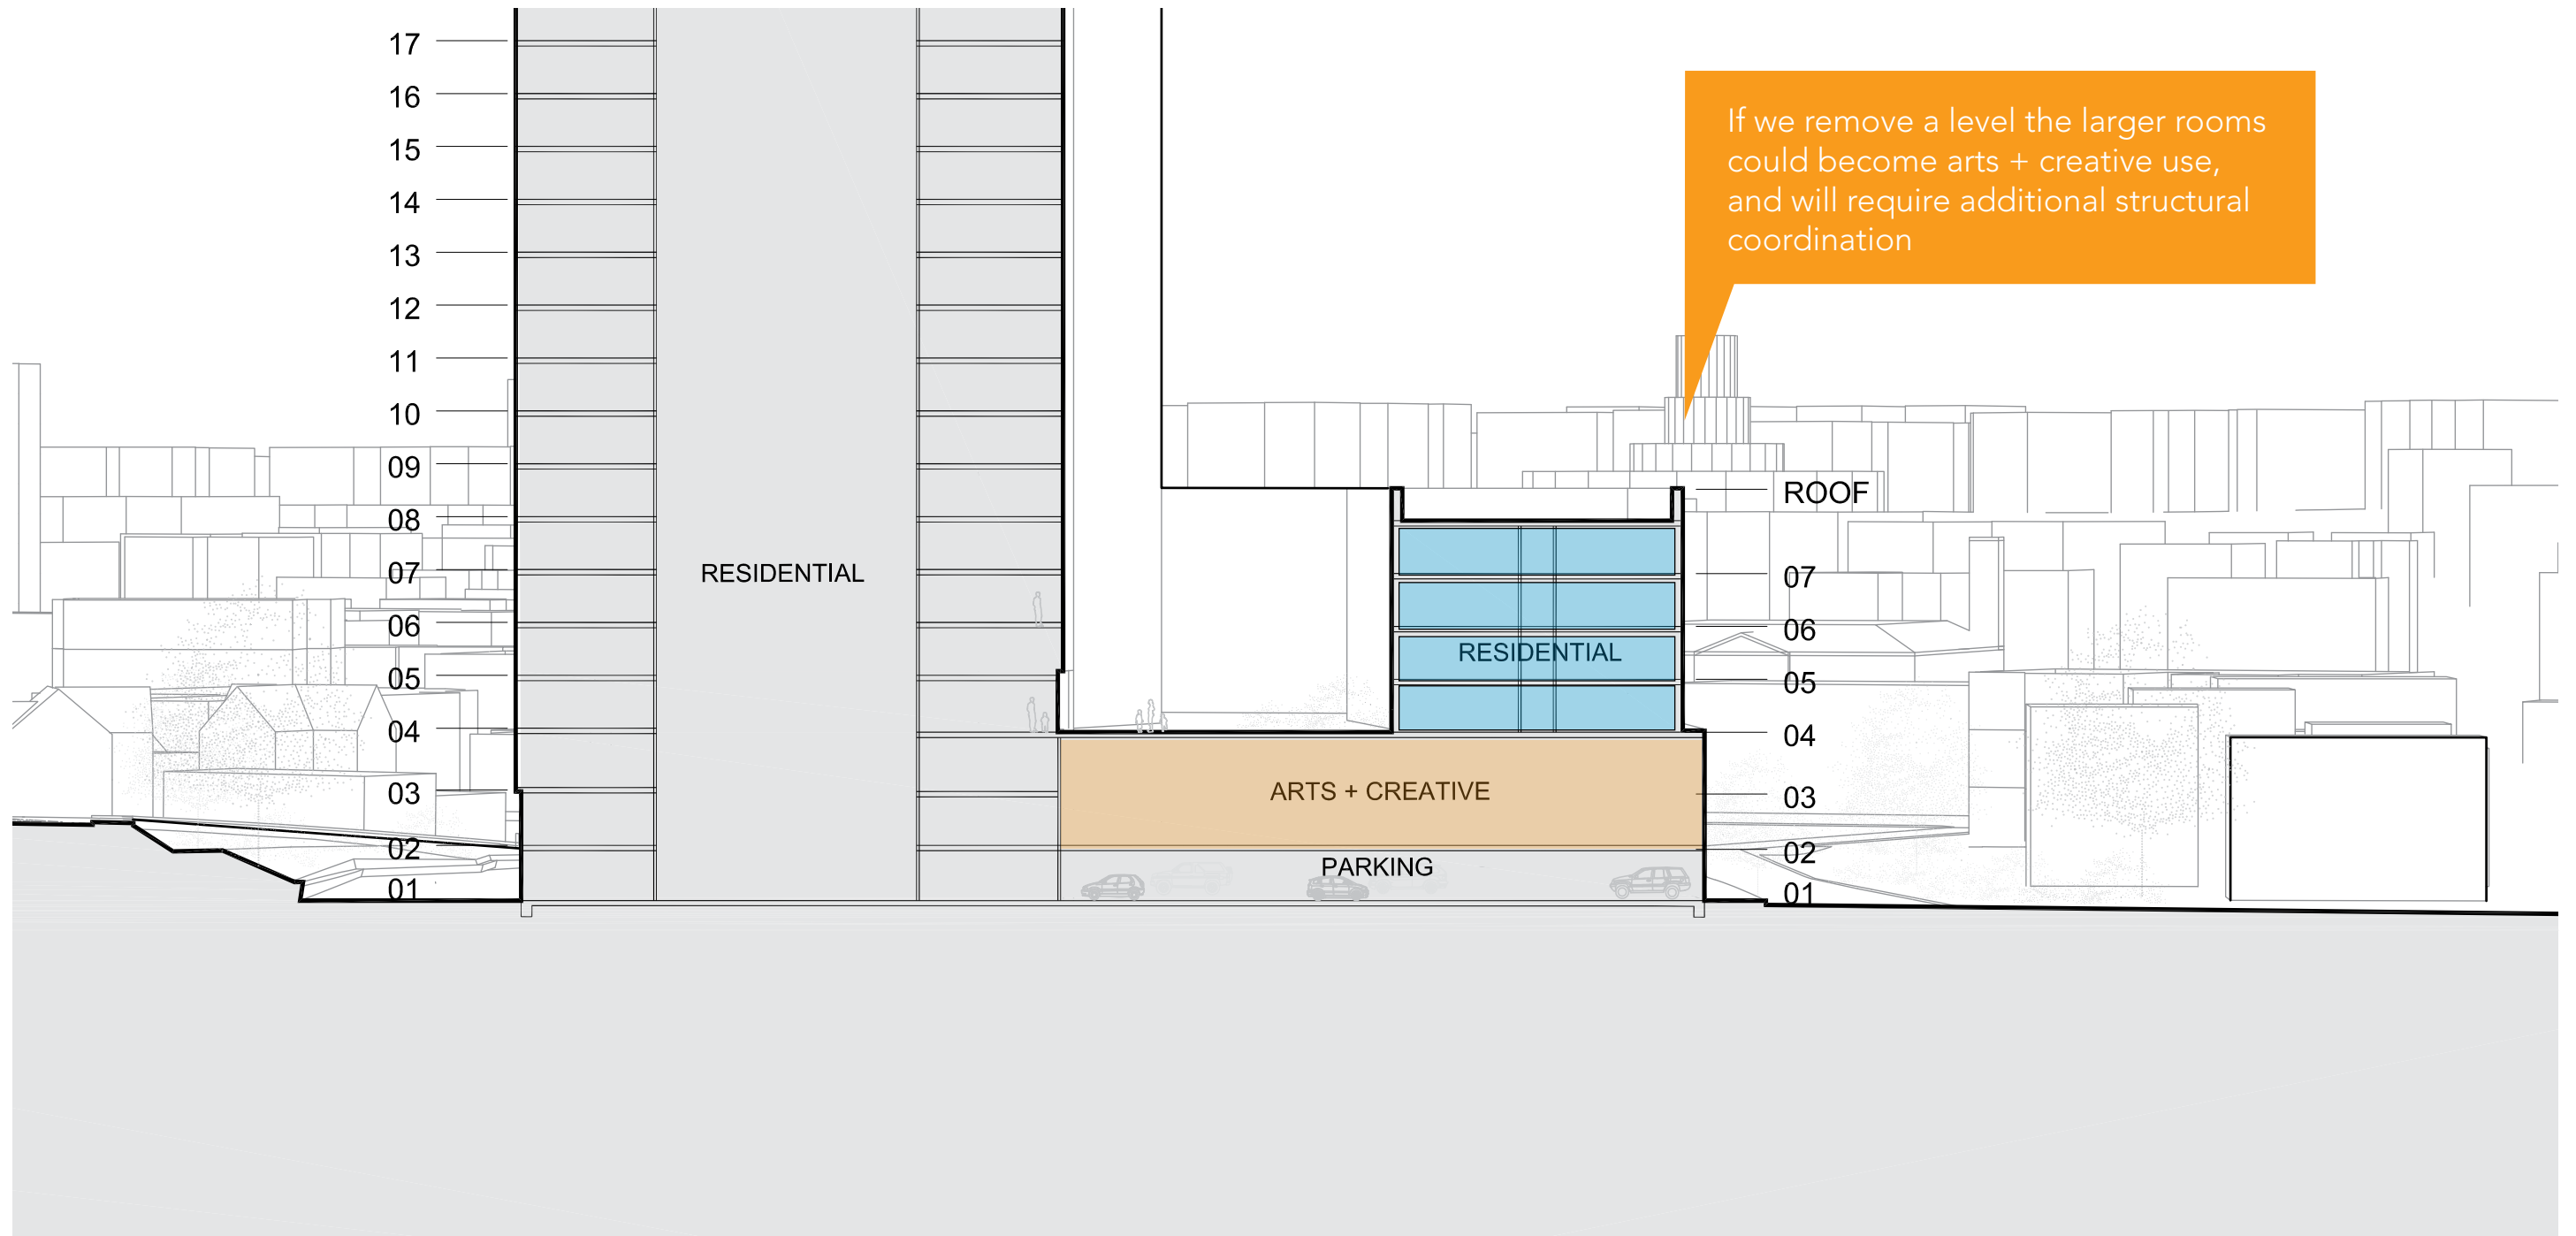 17
16
15
14
13
12
11
10
09
08
07
06
05
04
03
02
01
RESIDENTIAL
If we remove a level the larger rooms
could become arts + creative use,
and will require additional structural
coordination
ROOF
07
06
05
04
03
02
01
RESIDENTIAL
ARTS + CREATIVE
PARKING